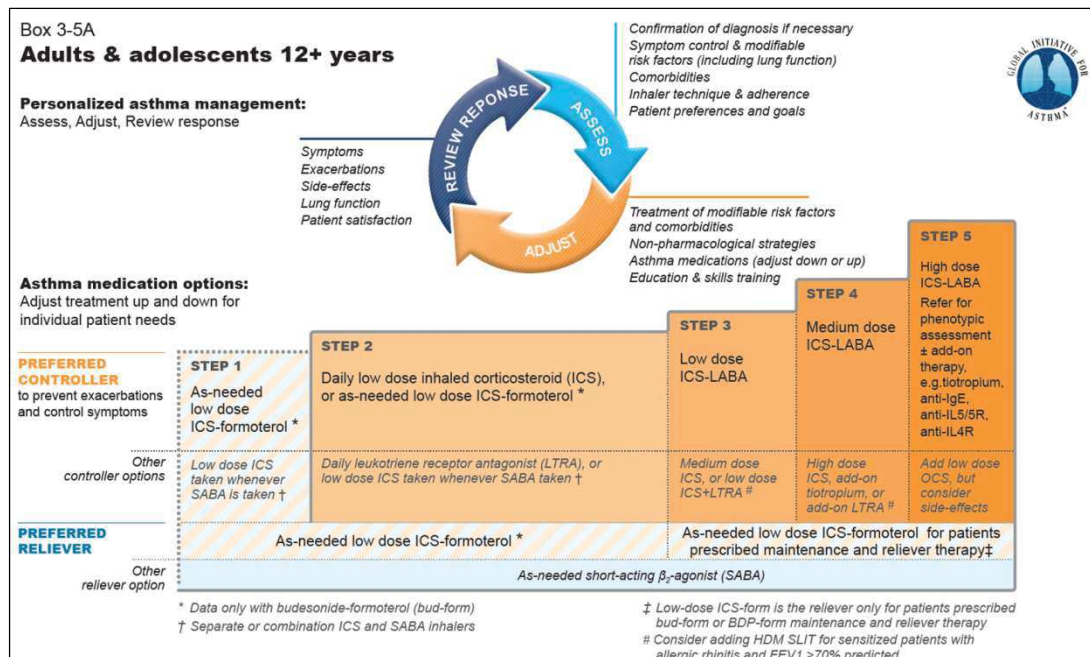 Box 3-5A
Adults & adolescents 12+ years
Personalized asthma management:
Assess, Adjust, Review response
Confirmation of diagnosis if necessary
Symptom control & modifiable
risk factors (including lung function)
Comorbidities
Inhaler technique & adherence
Patient preferences and goals
GLOBAL INITIATIVE FOR
ASTHMA
REVIEW REPONSE
ASSESS
ADJUST
Symptoms
Exacerbations
Side-effects
Lung function
Patient satisfaction
Treatment of modifiable risk factors
and comorbidities
Non-pharmacological strategies
Asthma medications (adjust down or up)
Education & skills training
Asthma medication options:
Adjust treatment up and down for
individual patient needs
PREFERRED
CONTROLLER
to prevent exacerbations
and control symptoms
STEP 1
As-needed
low dose
ICS-formoterol *
STEP 2
Daily low dose inhaled corticosteroid (ICS),
or as-needed low dose ICS-formoterol *
STEP 3
Low dose
ICS-LABA
STEP 4
Medium dose
ICS-LABA
STEP 5
High dose
ICS-LABA
Refer for
phenotypic
assessment
± add-on
therapy,
e.g.tiotropium,
anti-IgE,
anti-IL5/5R,
anti-IL4R
Other
controller options
Low dose ICS
taken whenever
SABA is taken †
Daily leukotriene receptor antagonist (LTRA), or
low dose ICS taken whenever SABA taken †
Medium dose
ICS, or low dose
ICS+LTRA #
High dose
ICS, add-on
tiotropium, or
add-on LTRA #
Add low dose
OCS, but
consider
side-effects
PREFERRED
RELIEVER
As-needed low dose ICS-formoterol *
As-needed low dose ICS-formoterol for patients
prescribed maintenance and reliever therapy‡
Other
reliever option
As-needed short-acting β₂-agonist (SABA)
* Data only with budesonide-formoterol (bud-form)
† Separate or combination ICS and SABA inhalers
‡ Low-dose ICS-form is the reliever only for patients prescribed
bud-form or BDP-form maintenance and reliever therapy
# Consider adding HDM SLIT for sensitized patients with
allergic rhinitis and FEV1 >70% predicted